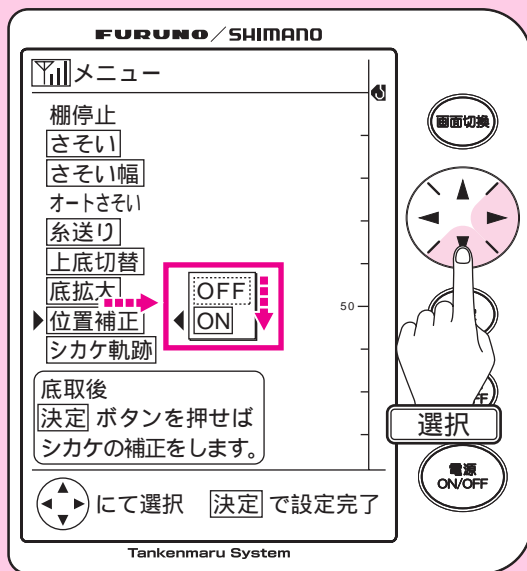 FURUNO/SHIMANO
メニュー
棚停止
さそい
さそい幅
オートさそい
糸送り
上底切替
底拡大
位置補正
シカケ軌跡
OFF
ON
50
底取後
決定 ボタンを押せば
シカケの補正をします。
にて選択 決定 で設定完了
Tankenmaru System
画面切換
選択
電源
ON/OFF